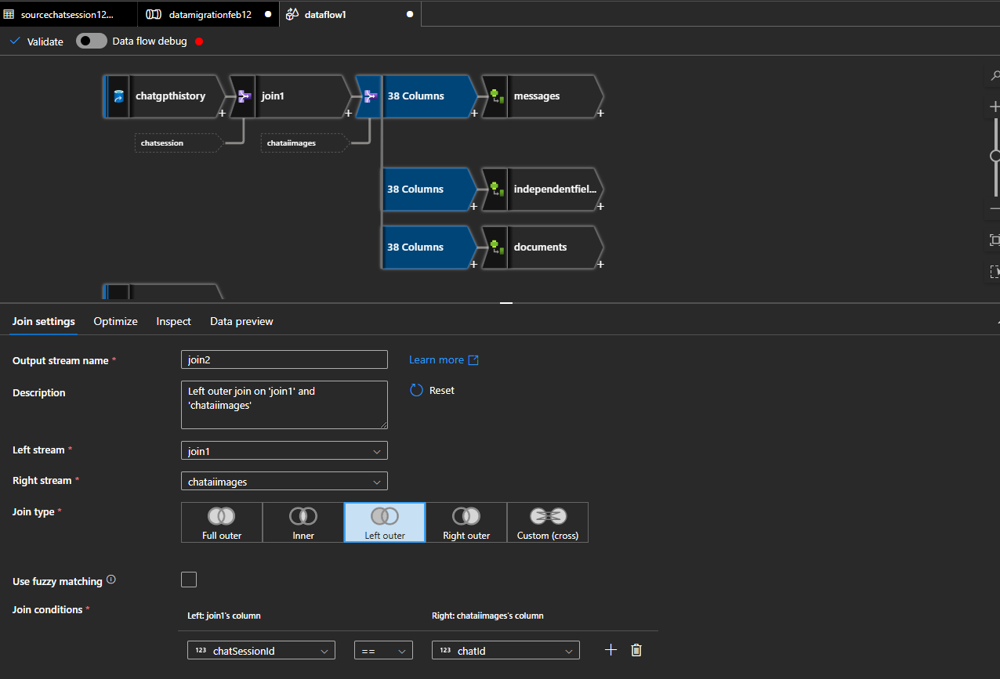 sourcechatsession12...
datamigrationfeb12
dataflow1
Validate
Data flow debug
chatgpthistory
join1
38 Columns
messages
chatsession
chataiimages
38 Columns
independentfiel...
38 Columns
documents
Join settings
Optimize
Inspect
Data preview
Output stream name *
join2
Learn more
Description
Left outer join on 'join1' and
'chataiimages'
Reset
Left stream *
join1
Right stream *
chataiimages
Join type *
Full outer
Inner
Left outer
Right outer
Custom (cross)
Use fuzzy matching
Join conditions *
Left: join1's column
Right: chataiimages's column
123 chatSessionId
==
123 chatId